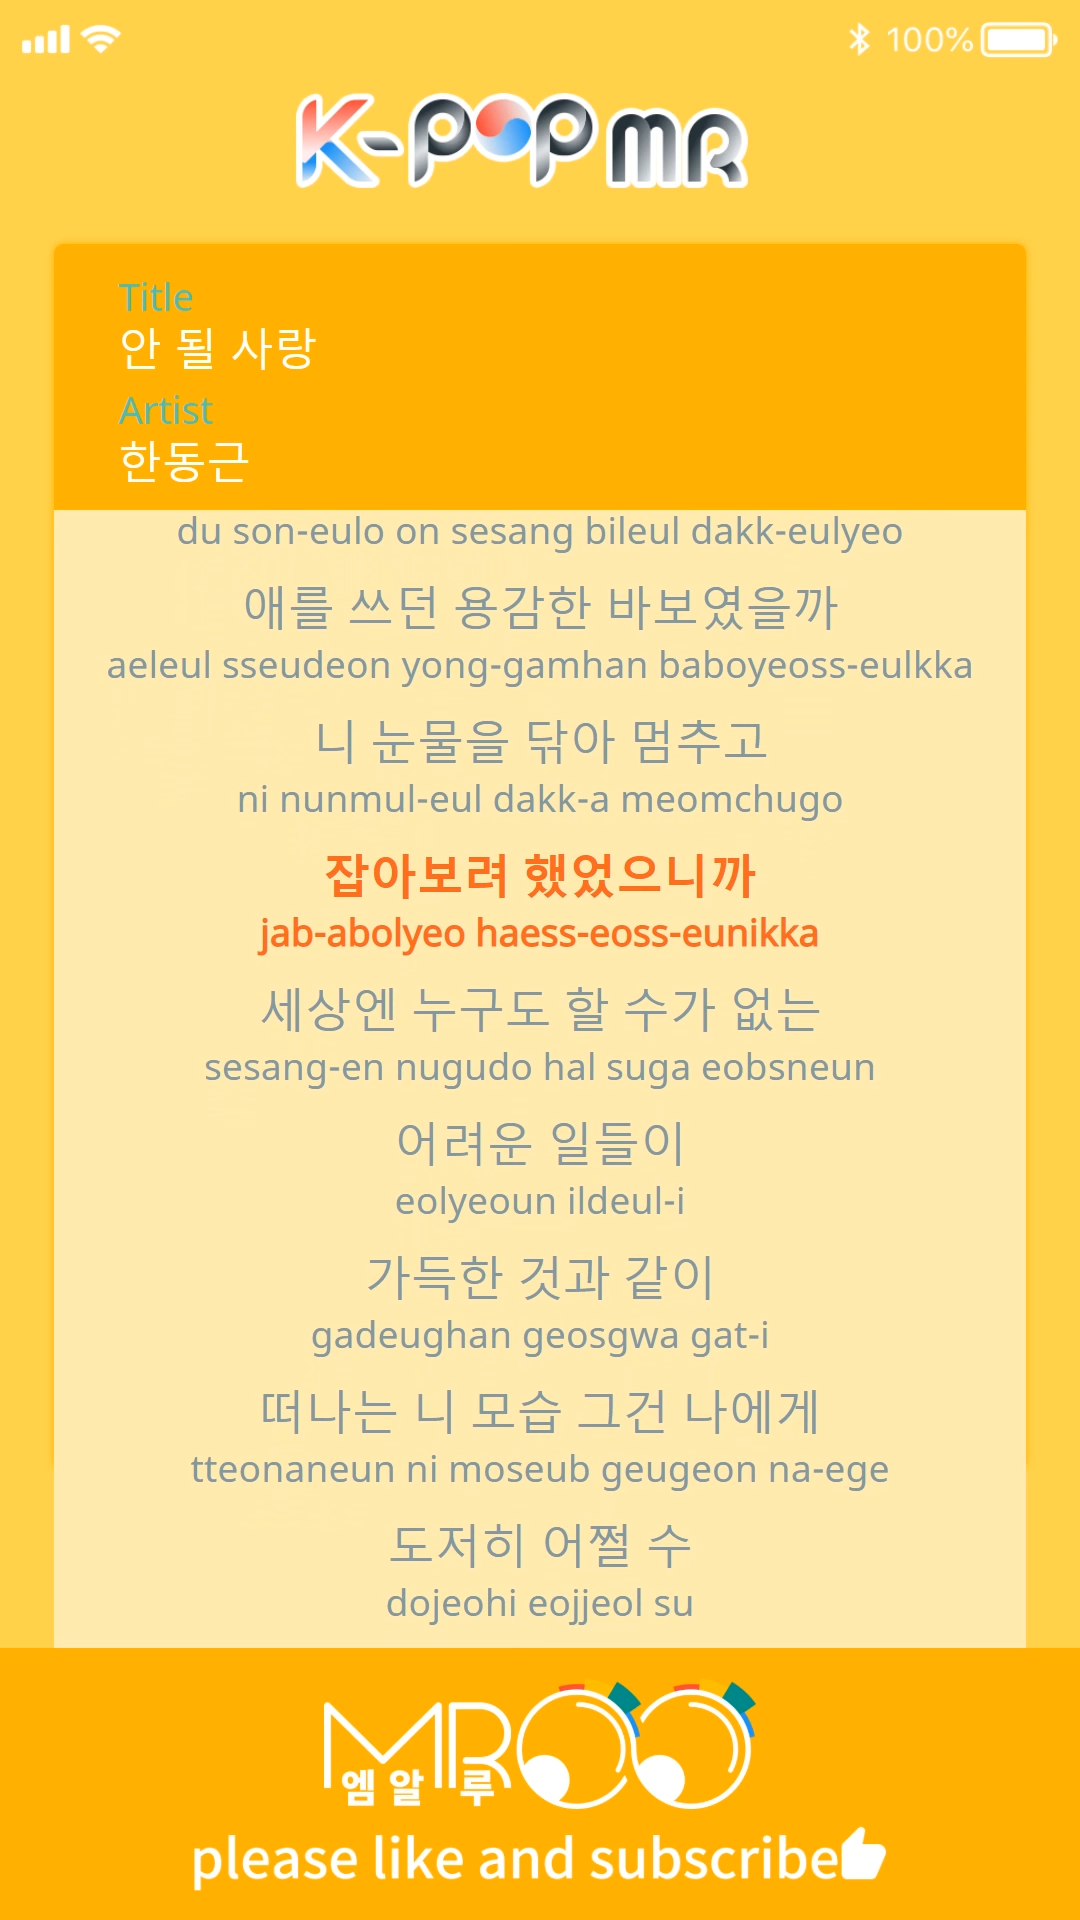 100%
K-POP MR
Title
안 될 사랑
Artist
한동근
du son-eulo on sesang bileul dakk-eulyeo
애를 쓰던 용감한 바보였을까
aeleul sseudeon yong-gamhan baboyeoss-eulkka
니 눈물을 닦아 멈추고
ni nunmul-eul dakk-a meomchugo
잡아보려 했었으니까
jab-abolyeo haess-eoss-eunikka
세상엔 누구도 할 수가 없는
sesang-en nugudo hal suga eobsneun
어려운 일들이
eolyeoun ildeul-i
가득한 것과 같이
gadeughan geosgwa gat-i
떠나는 니 모습 그건 나에게
tteonaneun ni moseub geugeon na-ege
도저히 어쩔 수
dojeohi eojjeol su
MROO
엠 알 루
please like and subscribe